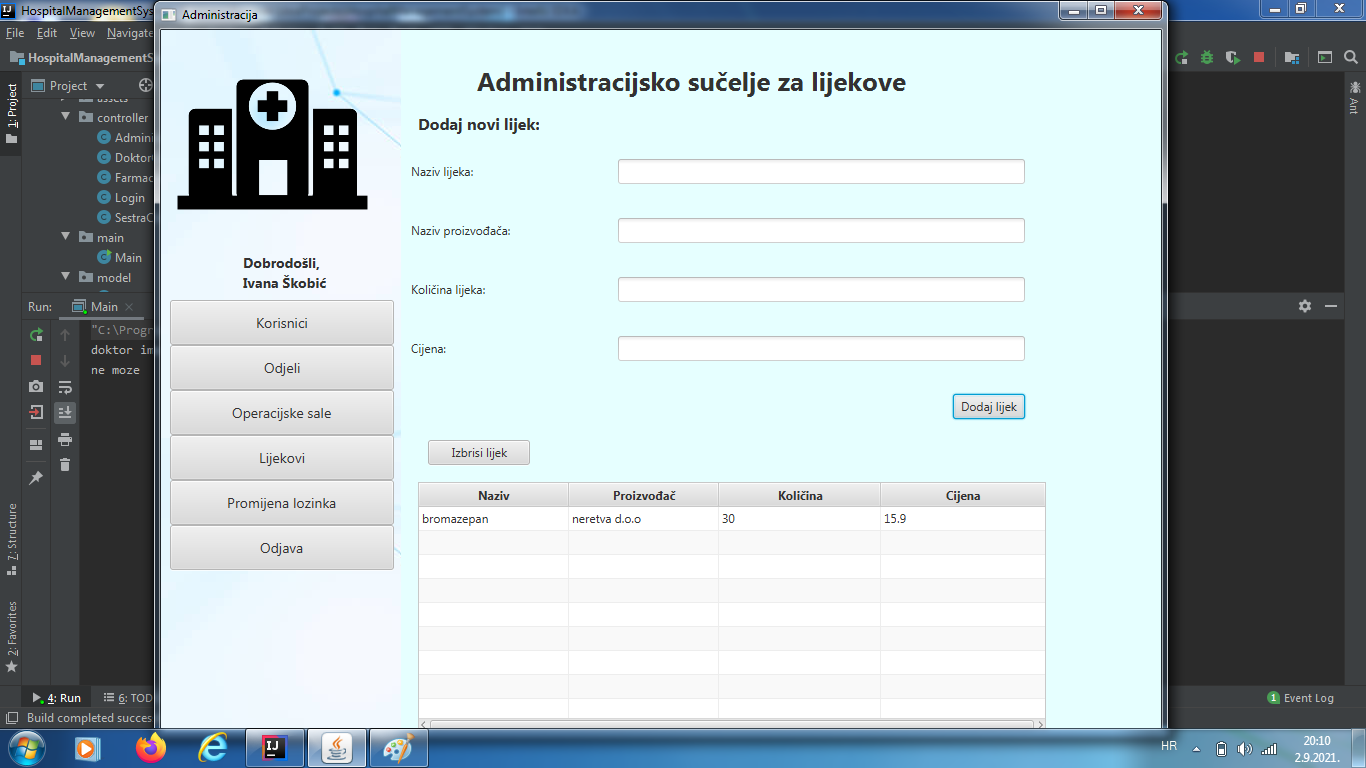 HospitalManagementSys
Administracija
File Edit View Navigate
HospitalManagementS
Project
1: Project
Ant
assets
controller
Admini
Doktor
Farmac
Login
SestraC
main
Main
model
Run: Main
"C:\Progr
doktor im
ne moze
7: Structure
2: Favorites
4: Run 6: TOD
Event Log
1
Build completed succes
Dobrodošli,
Ivana Škobić
Korisnici
Odjeli
Operacijske sale
Lijekovi
Promijena lozinka
Odjava
Administracijsko sučelje za lijekove
Dodaj novi lijek:
Naziv lijeka:
Naziv proizvođača:
Količina lijeka:
Cijena:
Dodaj lijek
Izbrisi lijek
Naziv Proizvođač Količina Cijena
bromazepan neretva d.o.o 30 15.9
HR
20:10
2.9.2021.